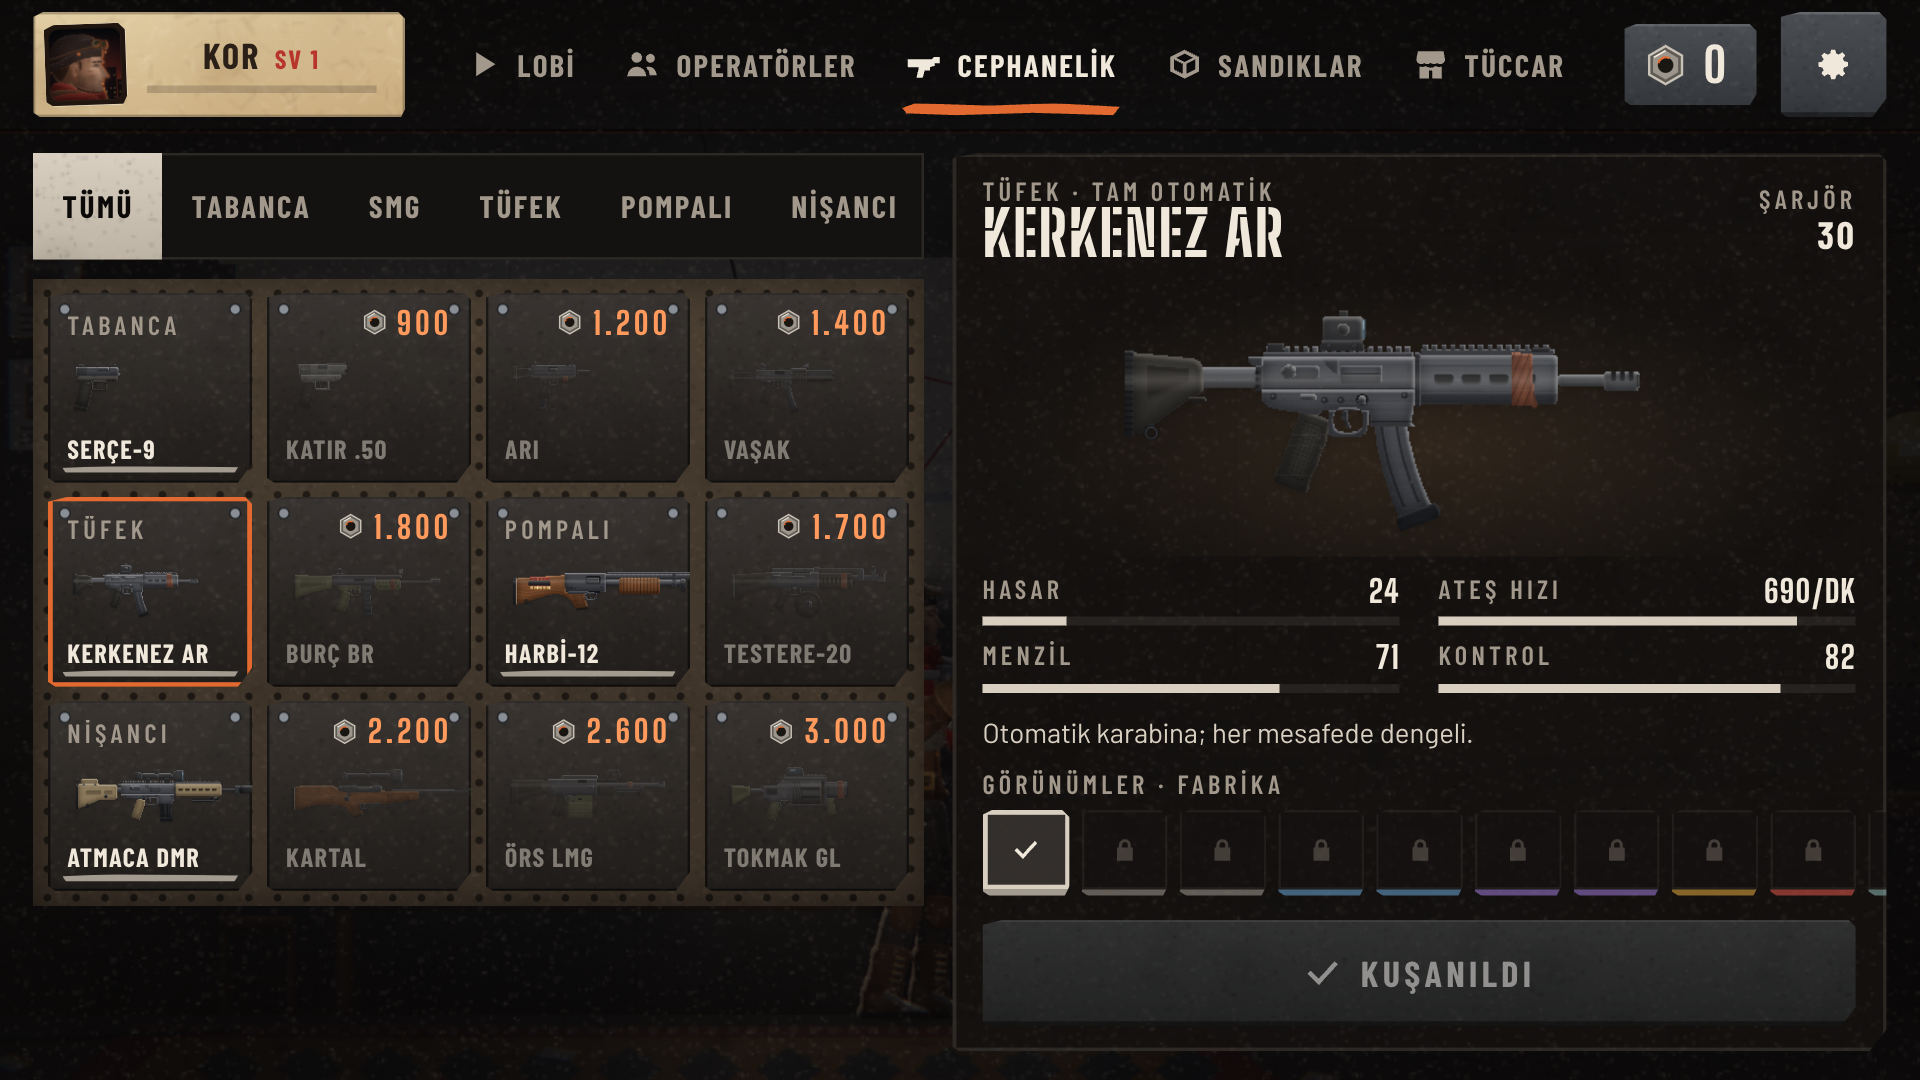 KOR SV 1
LOBİ
OPERATÖRLER
CEPHANELİK
SANDIKLAR
TÜCCAR
0
TÜMÜ
TABANCA
SMG
TÜFEK
POMPALI
NİŞANCI
TABANCA
SERÇE-9
900
KATIR .50
1.200
ARI
1.400
VAŞAK
TÜFEK
KERKENEZ AR
1.800
BURÇ BR
POMPALI
HARBİ-12
1.700
TESTERE-20
NİŞANCI
ATMACA DMR
2.200
KARTAL
2.600
ÖRS LMG
3.000
TOKMAK GL
TÜFEK · TAM OTOMATİK
KERKENEZ AR
ŞARJÖR
30
HASAR 24
ATEŞ HIZI 690/DK
MENZİL 71
KONTROL 82
Otomatik karabina; her mesafede dengeli.
GÖRÜNÜMLER · FABRİKA
KUŞANILDI